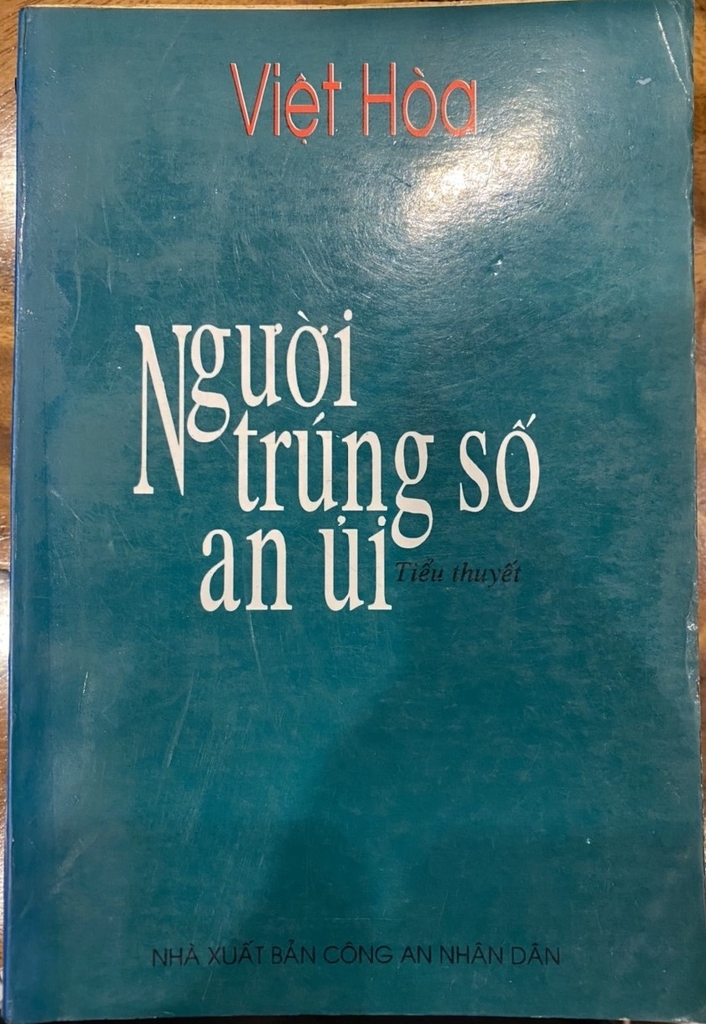 Việt Hòa
Người
trúng số
an ủi
Tiểu thuyết
NHÀ XUẤT BẢN CÔNG AN NHÂN DÂN